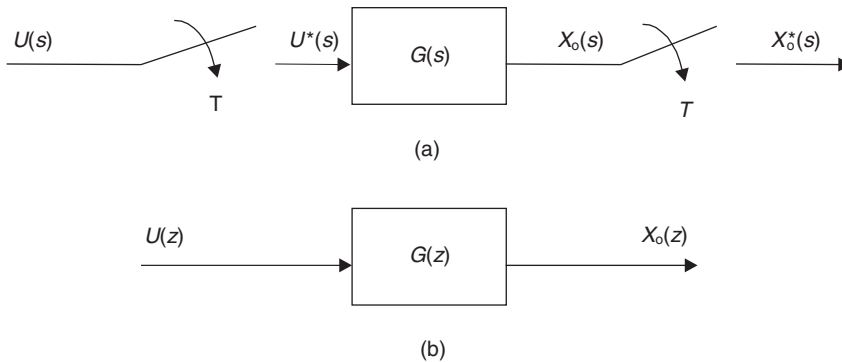 U(s)
U*(s)
G(s)
Xo(s)
Xo*(s)
T
T
(a)
U(z)
G(z)
Xo(z)
(b)